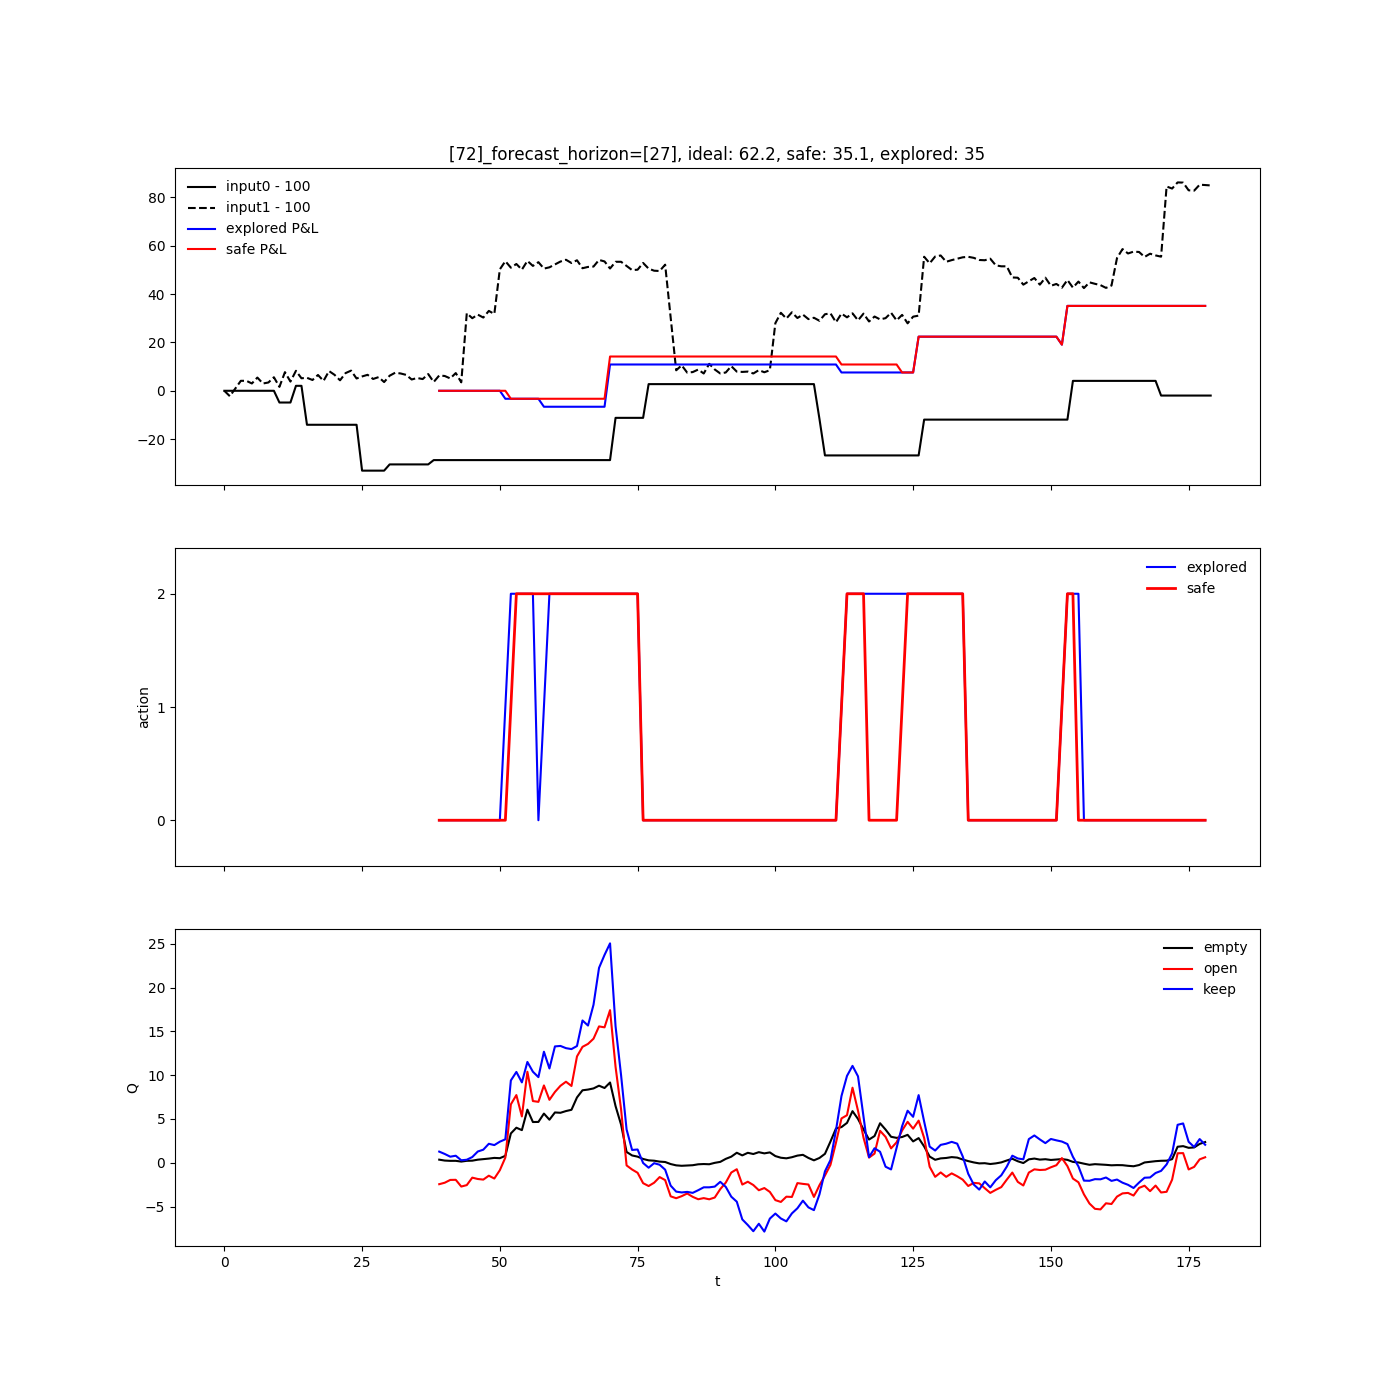 [72]_forecast_horizon=[27], ideal: 62.2, safe: 35.1, explored: 35
input0 - 100
input1 - 100
explored P&L
safe P&L
80
60
40
20
0
−20
explored
safe
action
2
1
0
empty
open
keep
Q
25
20
15
10
5
0
−5
0 25 50 75 100 125 150 175
t